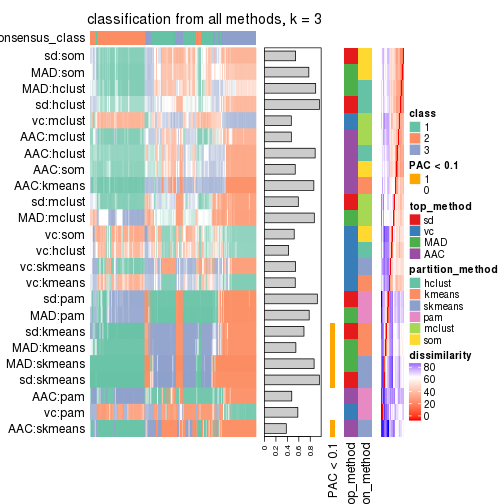 classification from all methods, k = 3
onsensus_class
sd:som
MAD:som
MAD:hclust
sd:hclust
vc:mclust
AAC:mclust
AAC:hclust
AAC:som
AAC:kmeans
sd:mclust
MAD:mclust
vc:som
vc:hclust
vc:skmeans
vc:kmeans
sd:pam
MAD:pam
sd:kmeans
MAD:kmeans
MAD:skmeans
sd:skmeans
AAC:pam
vc:pam
AAC:skmeans
0
0.2
0.4
0.6
0.8
PAC < 0.1
op_method
on_method
class
1
2
3
PAC < 0.1
1
0
top_method
sd
vc
MAD
AAC
partition_method
hclust
kmeans
skmeans
pam
mclust
som
dissimilarity
80
60
40
20
0